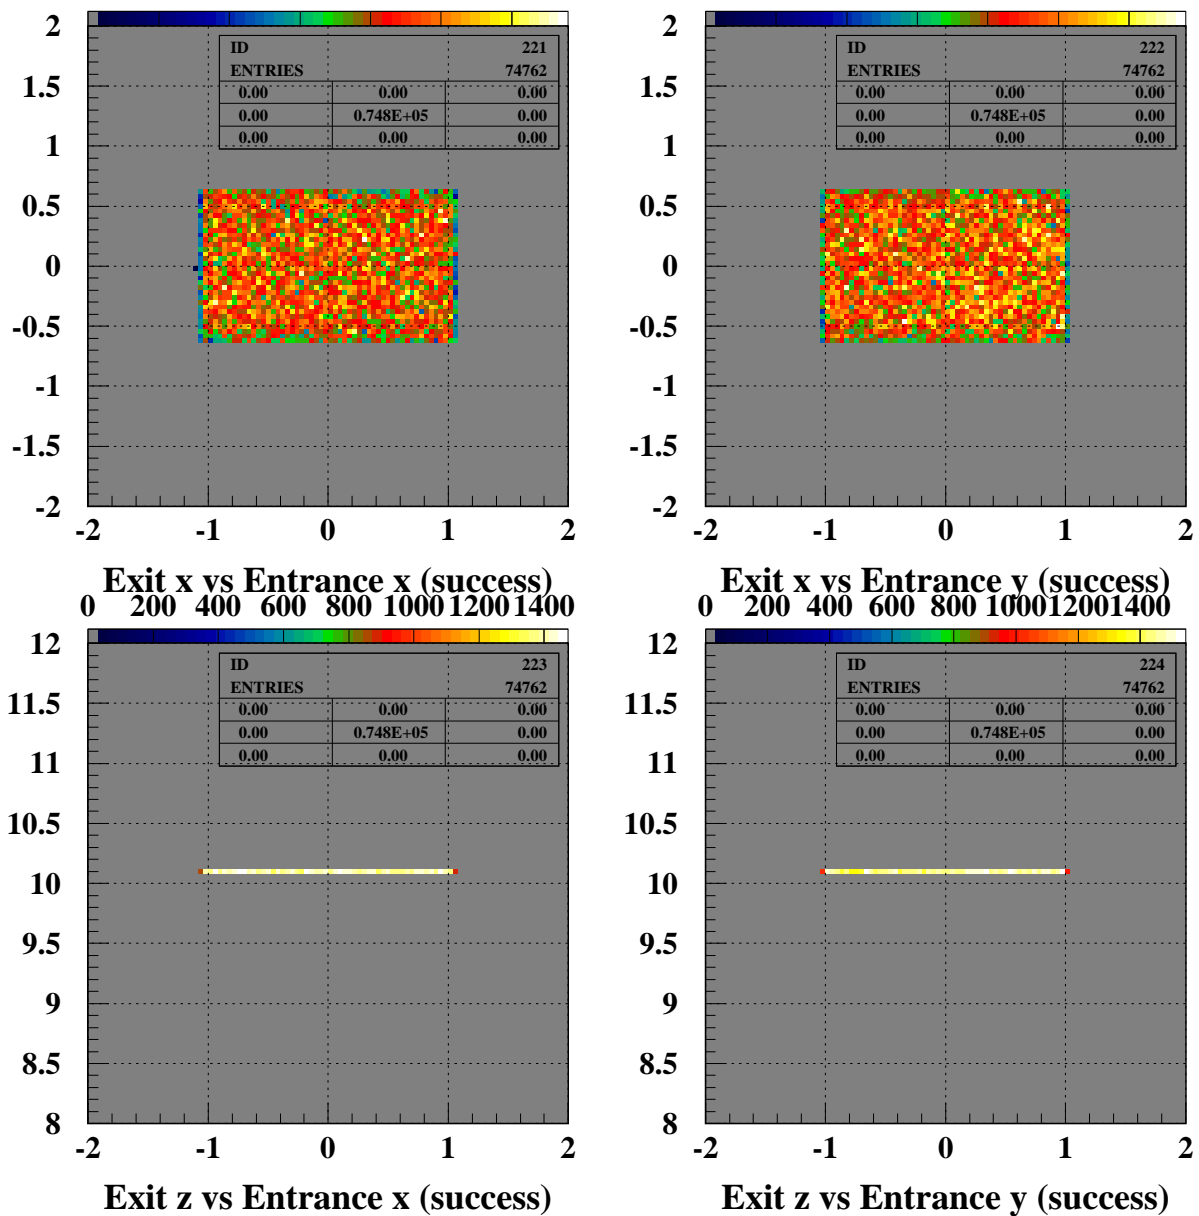 2
1.5
1
0.5
0
-0.5
-1
-1.5
-2
-2 -1 0 1 2
ID 221
ENTRIES 74762
0.00 0.00 0.00
0.00 0.748E+05 0.00
0.00 0.00 0.00
Exit x vs Entrance x (success)
2
1.5
1
0.5
0
-0.5
-1
-1.5
-2
-2 -1 0 1 2
ID 222
ENTRIES 74762
0.00 0.00 0.00
0.00 0.748E+05 0.00
0.00 0.00 0.00
Exit x vs Entrance y (success)
0 200 400 600 800 1000 1200 1400
12
11.5
11
10.5
10
9.5
9
8.5
8
-2 -1 0 1 2
ID 223
ENTRIES 74762
0.00 0.00 0.00
0.00 0.748E+05 0.00
0.00 0.00 0.00
Exit z vs Entrance x (success)
0 200 400 600 800 1000 1200 1400
12
11.5
11
10.5
10
9.5
9
8.5
8
-2 -1 0 1 2
ID 224
ENTRIES 74762
0.00 0.00 0.00
0.00 0.748E+05 0.00
0.00 0.00 0.00
Exit z vs Entrance y (success)